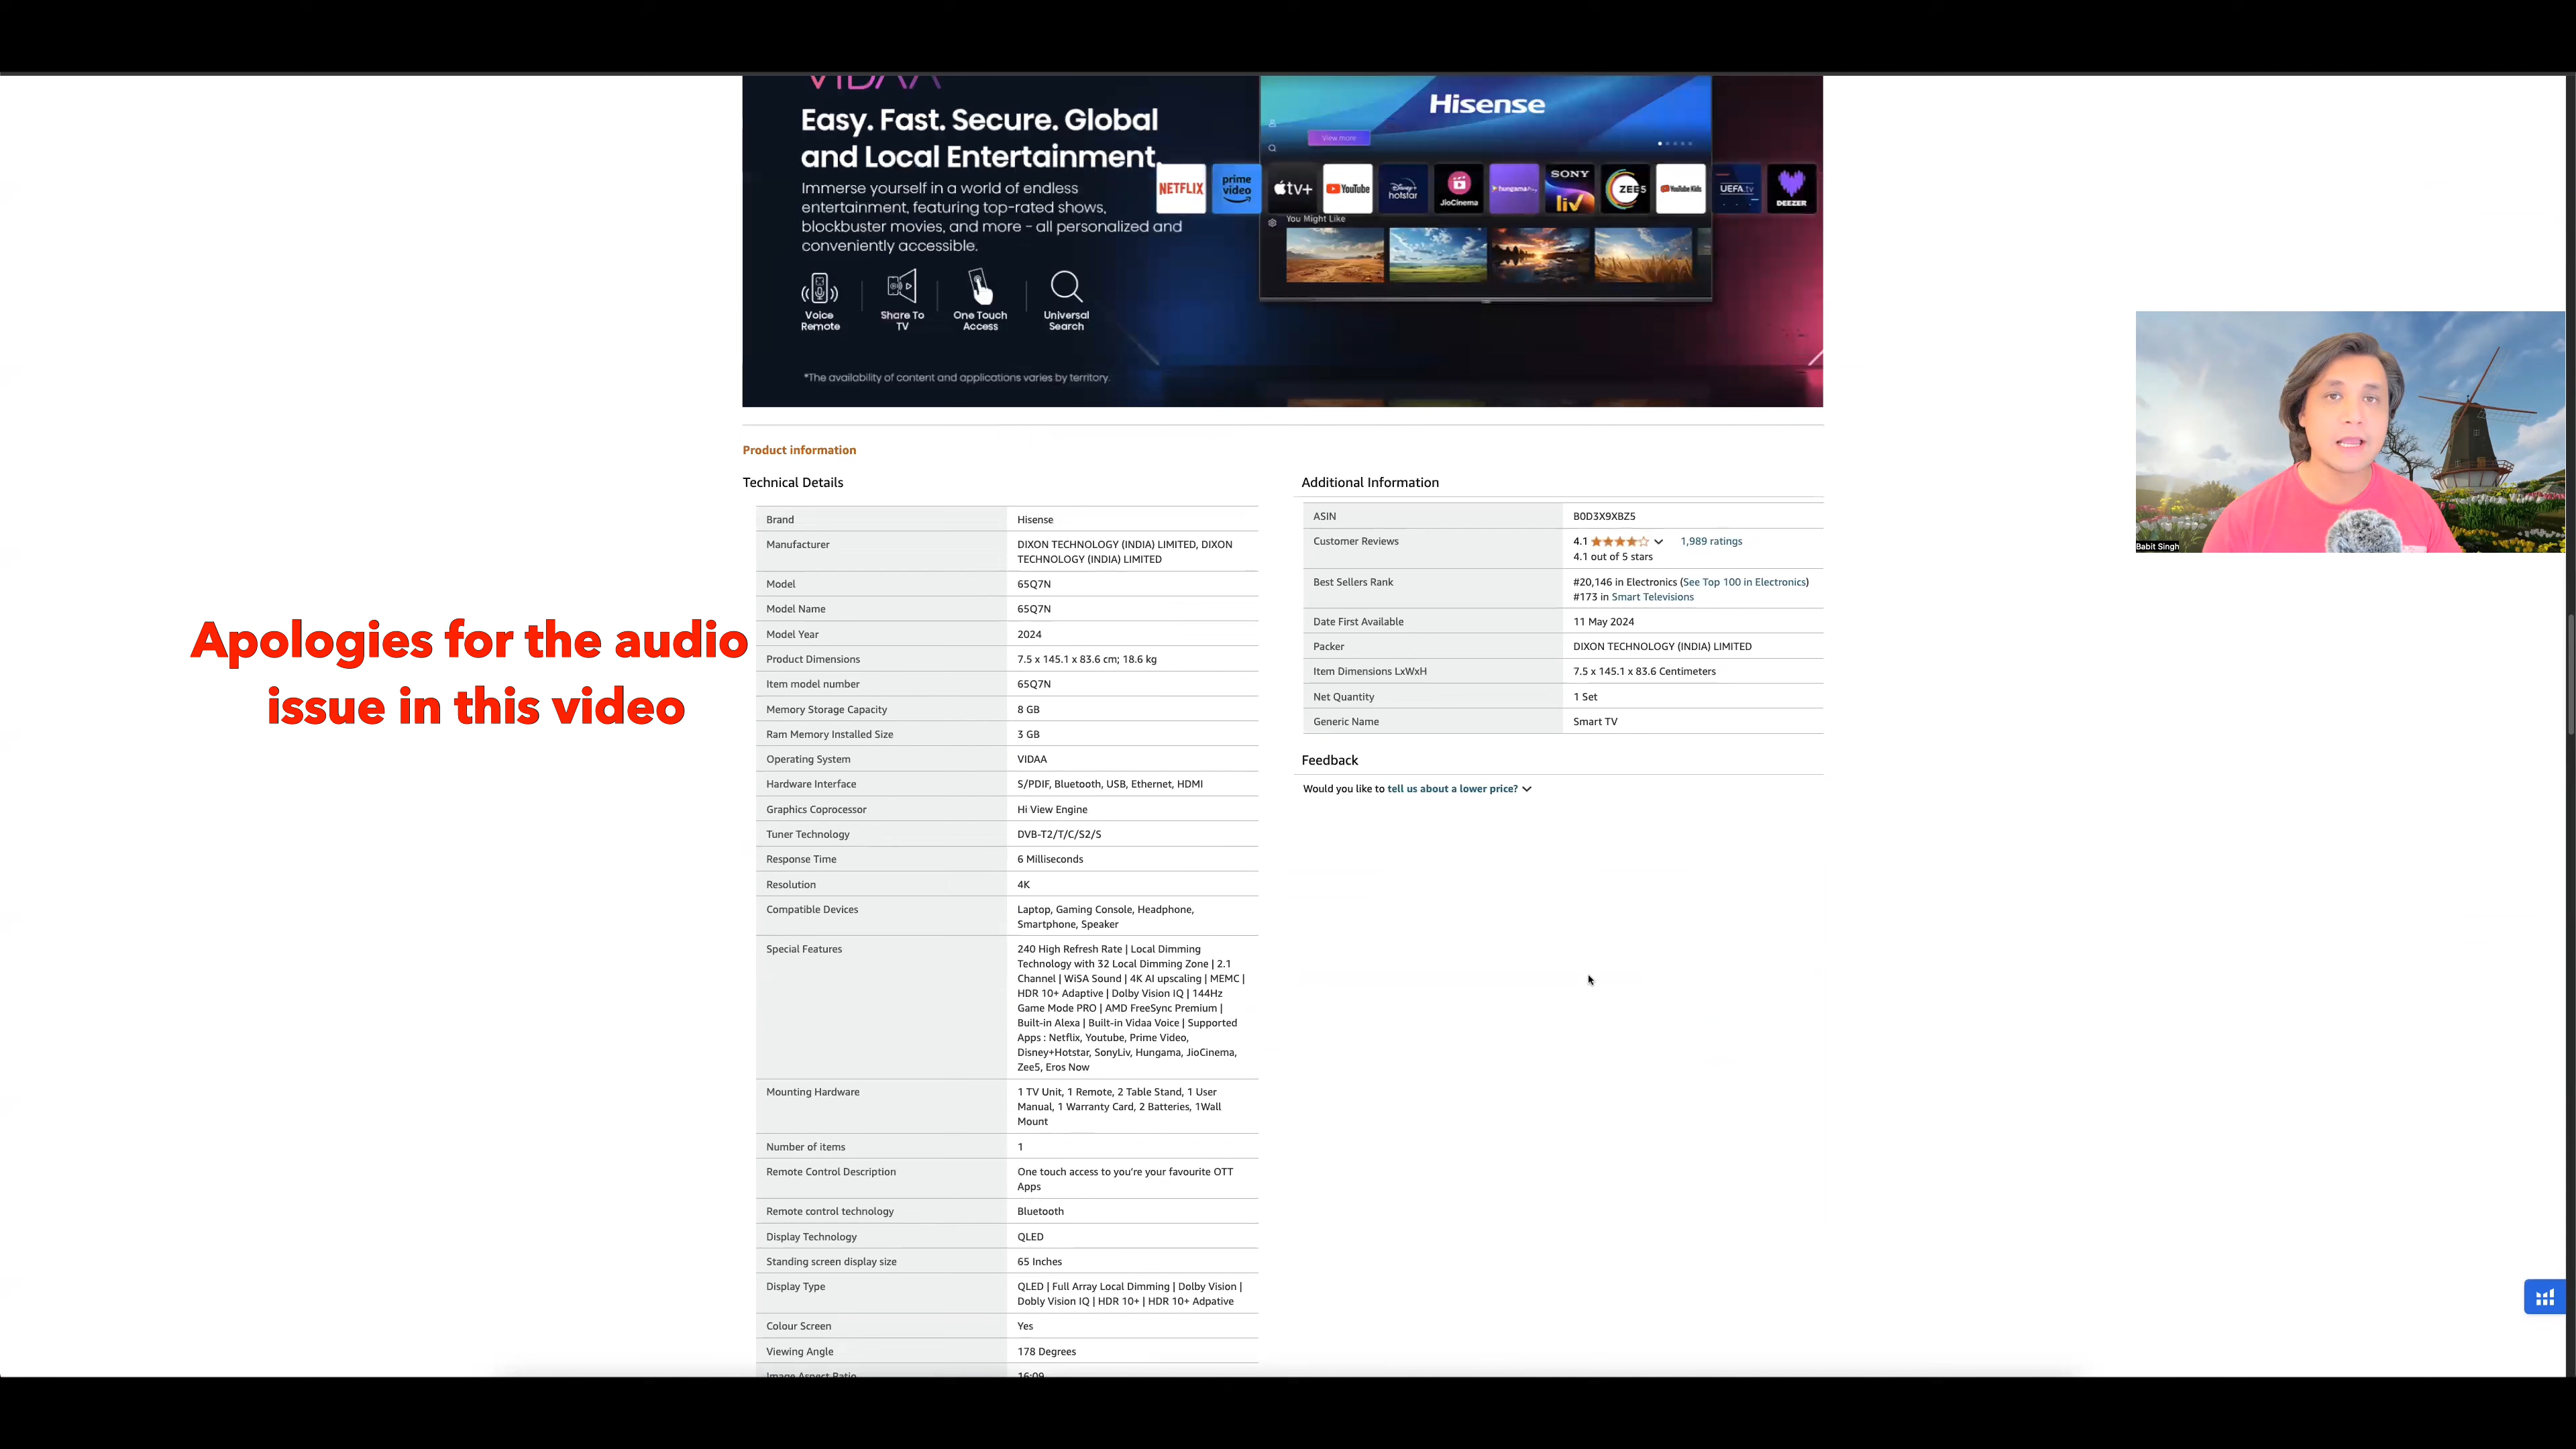 VIDAA
Easy. Fast. Secure. Global
and Local Entertainment.
Immerse yourself in a world of endless
entertainment, featuring top-rated shows,
blockbuster movies, and more - all personalized and
conveniently accessible.
Voice
Remote
Share To
TV
One Touch
Access
Universal
Search
*The availability of content and applications varies by territory.
Hisense
View more
NETFLIX
prime
video
tv+
YouTube
Disney+
hotstar
JioCinema
hungama
SONY
liv
ZEE5
YouTube Kids
UEFA.tv
DEEZER
You Might Like
Babit Singh
Apologies for the audio
issue in this video
Product information
Technical Details
Brand Hisense
Manufacturer DIXON TECHNOLOGY (INDIA) LIMITED, DIXON
TECHNOLOGY (INDIA) LIMITED
Model 65Q7N
Model Name 65Q7N
Model Year 2024
Product Dimensions 7.5 x 145.1 x 83.6 cm; 18.6 kg
Item model number 65Q7N
Memory Storage Capacity 8 GB
Ram Memory Installed Size 3 GB
Operating System VIDAA
Hardware Interface S/PDIF, Bluetooth, USB, Ethernet, HDMI
Graphics Coprocessor Hi View Engine
Tuner Technology DVB-T2/T/C/S2/S
Response Time 6 Milliseconds
Resolution 4K
Compatible Devices Laptop, Gaming Console, Headphone,
Smartphone, Speaker
Special Features 240 High Refresh Rate | Local Dimming
Technology with 32 Local Dimming Zone | 2.1
Channel | WiSA Sound | 4K AI upscaling | MEMC |
HDR 10+ Adaptive | Dolby Vision IQ | 144Hz
Game Mode PRO | AMD FreeSync Premium |
Built-in Alexa | Built-in Vidaa Voice | Supported
Apps : Netflix, Youtube, Prime Video,
Disney+Hotstar, SonyLiv, Hungama, JioCinema,
Zee5, Eros Now
Mounting Hardware 1 TV Unit, 1 Remote, 2 Table Stand, 1 User
Manual, 1 Warranty Card, 2 Batteries, 1Wall
Mount
Number of items 1
Remote Control Description One touch access to you're your favourite OTT
Apps
Remote control technology Bluetooth
Display Technology QLED
Standing screen display size 65 Inches
Display Type QLED | Full Array Local Dimming | Dolby Vision |
Dobly Vision IQ | HDR 10+ | HDR 10+ Adpative
Colour Screen Yes
Viewing Angle 178 Degrees
Image Aspect Ratio 16:09
Additional Information
ASIN B0D3X9XBZ5
Customer Reviews 4.1 1,989 ratings
4.1 out of 5 stars
Best Sellers Rank #20,146 in Electronics (See Top 100 in Electronics)
#173 in Smart Televisions
Date First Available 11 May 2024
Packer DIXON TECHNOLOGY (INDIA) LIMITED
Item Dimensions LxWxH 7.5 x 145.1 x 83.6 Centimeters
Net Quantity 1 Set
Generic Name Smart TV
Feedback
Would you like to tell us about a lower price?